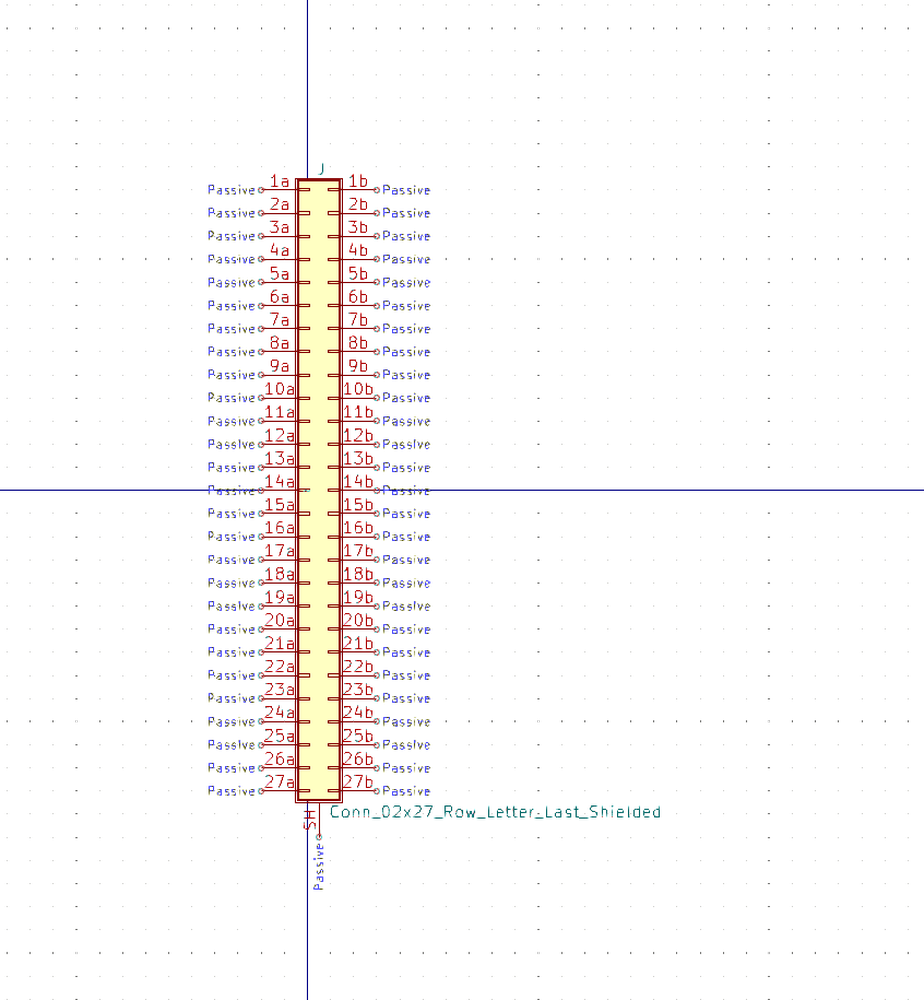 J
Passive 1a 1b Passive
Passive 2a 2b Passive
Passive 3a 3b Passive
Passive 4a 4b Passive
Passive 5a 5b Passive
Passive 6a 6b Passive
Passive 7a 7b Passive
Passive 8a 8b Passive
Passive 9a 9b Passive
Passive 10a 10b Passive
Passive 11a 11b Passive
Passive 12a 12b Passive
Passive 13a 13b Passive
Passive 14a 14b Passive
Passive 15a 15b Passive
Passive 16a 16b Passive
Passive 17a 17b Passive
Passive 18a 18b Passive
Passive 19a 19b Passive
Passive 20a 20b Passive
Passive 21a 21b Passive
Passive 22a 22b Passive
Passive 23a 23b Passive
Passive 24a 24b Passive
Passive 25a 25b Passive
Passive 26a 26b Passive
Passive 27a 27b Passive
SH
Conn_02x27_Row_Letter_Last_Shielded
Passive